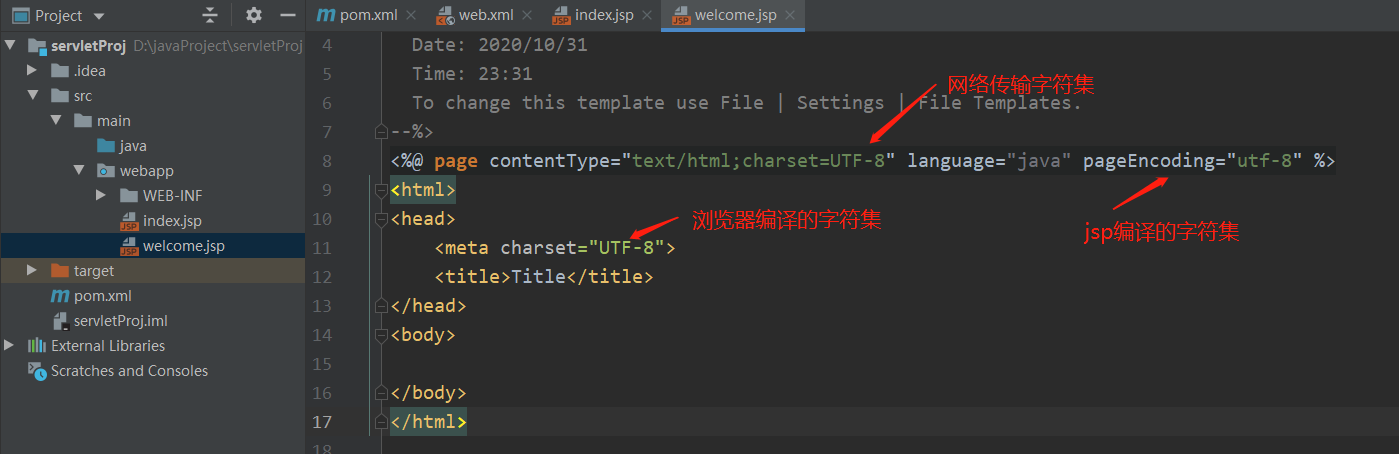 Project
pom.xml
web.xml
index.jsp
welcome.jsp
servletProj D:\javaProject\servletProj
.idea
src
main
java
webapp
WEB-INF
index.jsp
welcome.jsp
target
pom.xml
servletProj.iml
External Libraries
Scratches and Consoles
4 Date: 2020/10/31
5 Time: 23:31
网络传输字符集
6 To change this template use File | Settings | File Templates.
7 --%>
8 <%@ page contentType="text/html;charset=UTF-8" language="java" pageEncoding="utf-8" %>
9 <html>
10 <head>
浏览器编译的字符集
jsp编译的字符集
11 <meta charset="UTF-8">
12 <title>Title</title>
13 </head>
14 <body>
15
16 </body>
17 </html>
18